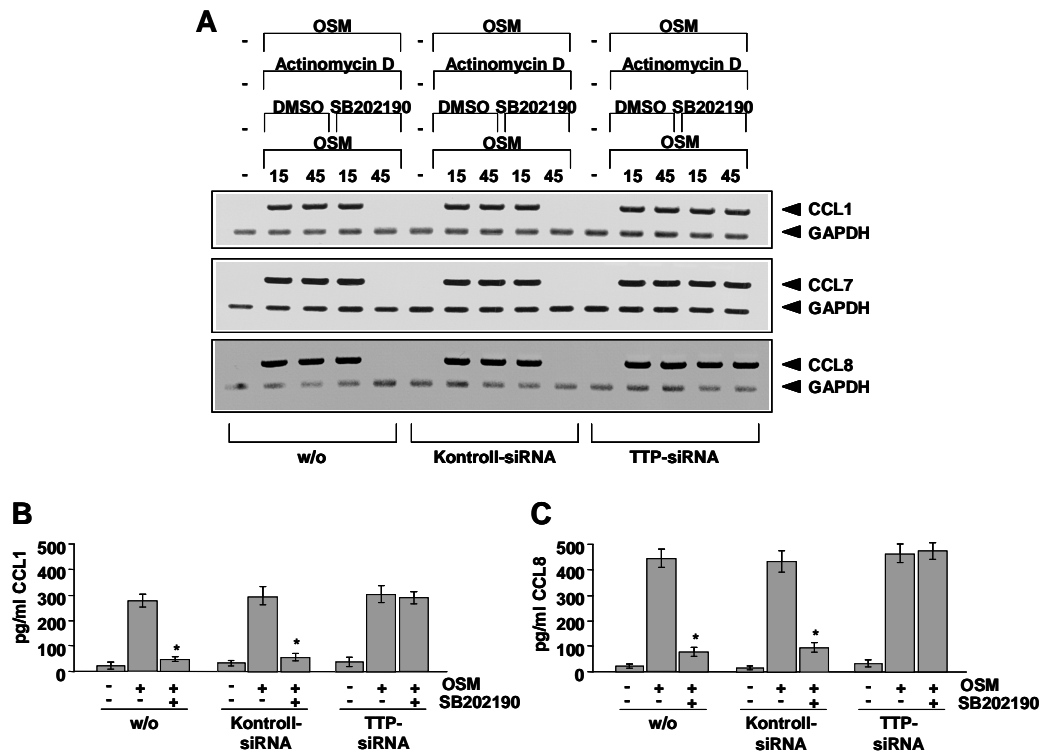 A
- OSM - OSM - OSM
- Actinomycin D - Actinomycin D - Actinomycin D
DMSO SB202190 DMSO SB202190 DMSO SB202190
- - -
OSM OSM OSM
- 15 45 15 45 - 15 45 15 45 - 15 45 15 45
CCL1
GAPDH
CCL7
GAPDH
CCL8
GAPDH
w/o Kontroll-siRNA TTP-siRNA
B
pg/ml CCL1
500
400
300
200
100
0
* *
- + + - + + - + +
- - + - - + - - +
w/o Kontroll-siRNA TTP-siRNA
C
pg/ml CCL8
500
400
300
200
100
0
* *
- + + - + + - + + OSM
- - + - - + - - + SB202190
w/o Kontroll-siRNA TTP-siRNA